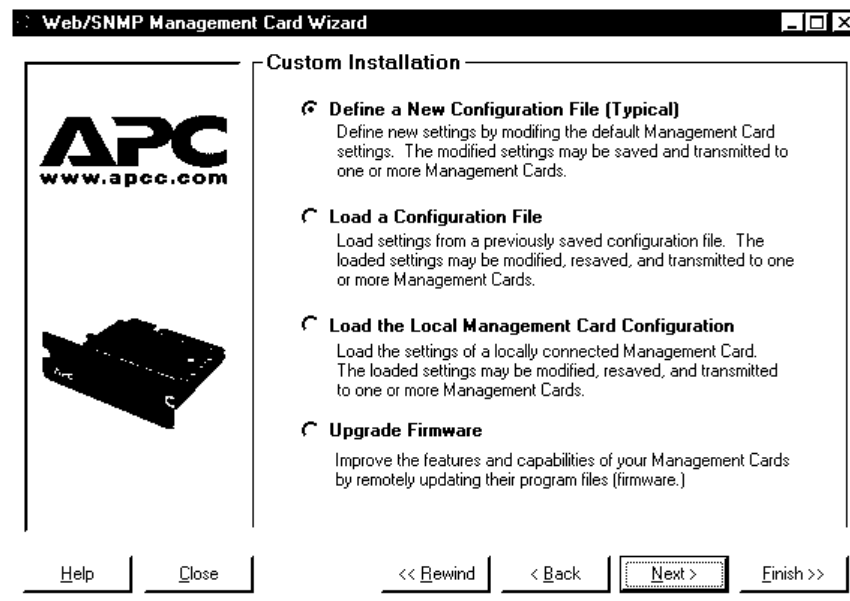 Web/SNMP Management Card Wizard
Custom Installation
APC
www.apcc.com
APC
Define a New Configuration File (Typical)
Define new settings by modifing the default Management Card
settings. The modified settings may be saved and transmitted to
one or more Management Cards.
Load a Configuration File
Load settings from a previously saved configuration file. The
loaded settings may be modified, resaved, and transmitted to one
or more Management Cards.
Load the Local Management Card Configuration
Load the settings of a locally connected Management Card.
The loaded settings may be modified, resaved, and transmitted
to one or more Management Cards.
Upgrade Firmware
Improve the features and capabilities of your Management Cards
by remotely updating their program files (firmware.)
Help
Close
<< Rewind
< Back
Next >
Finish >>